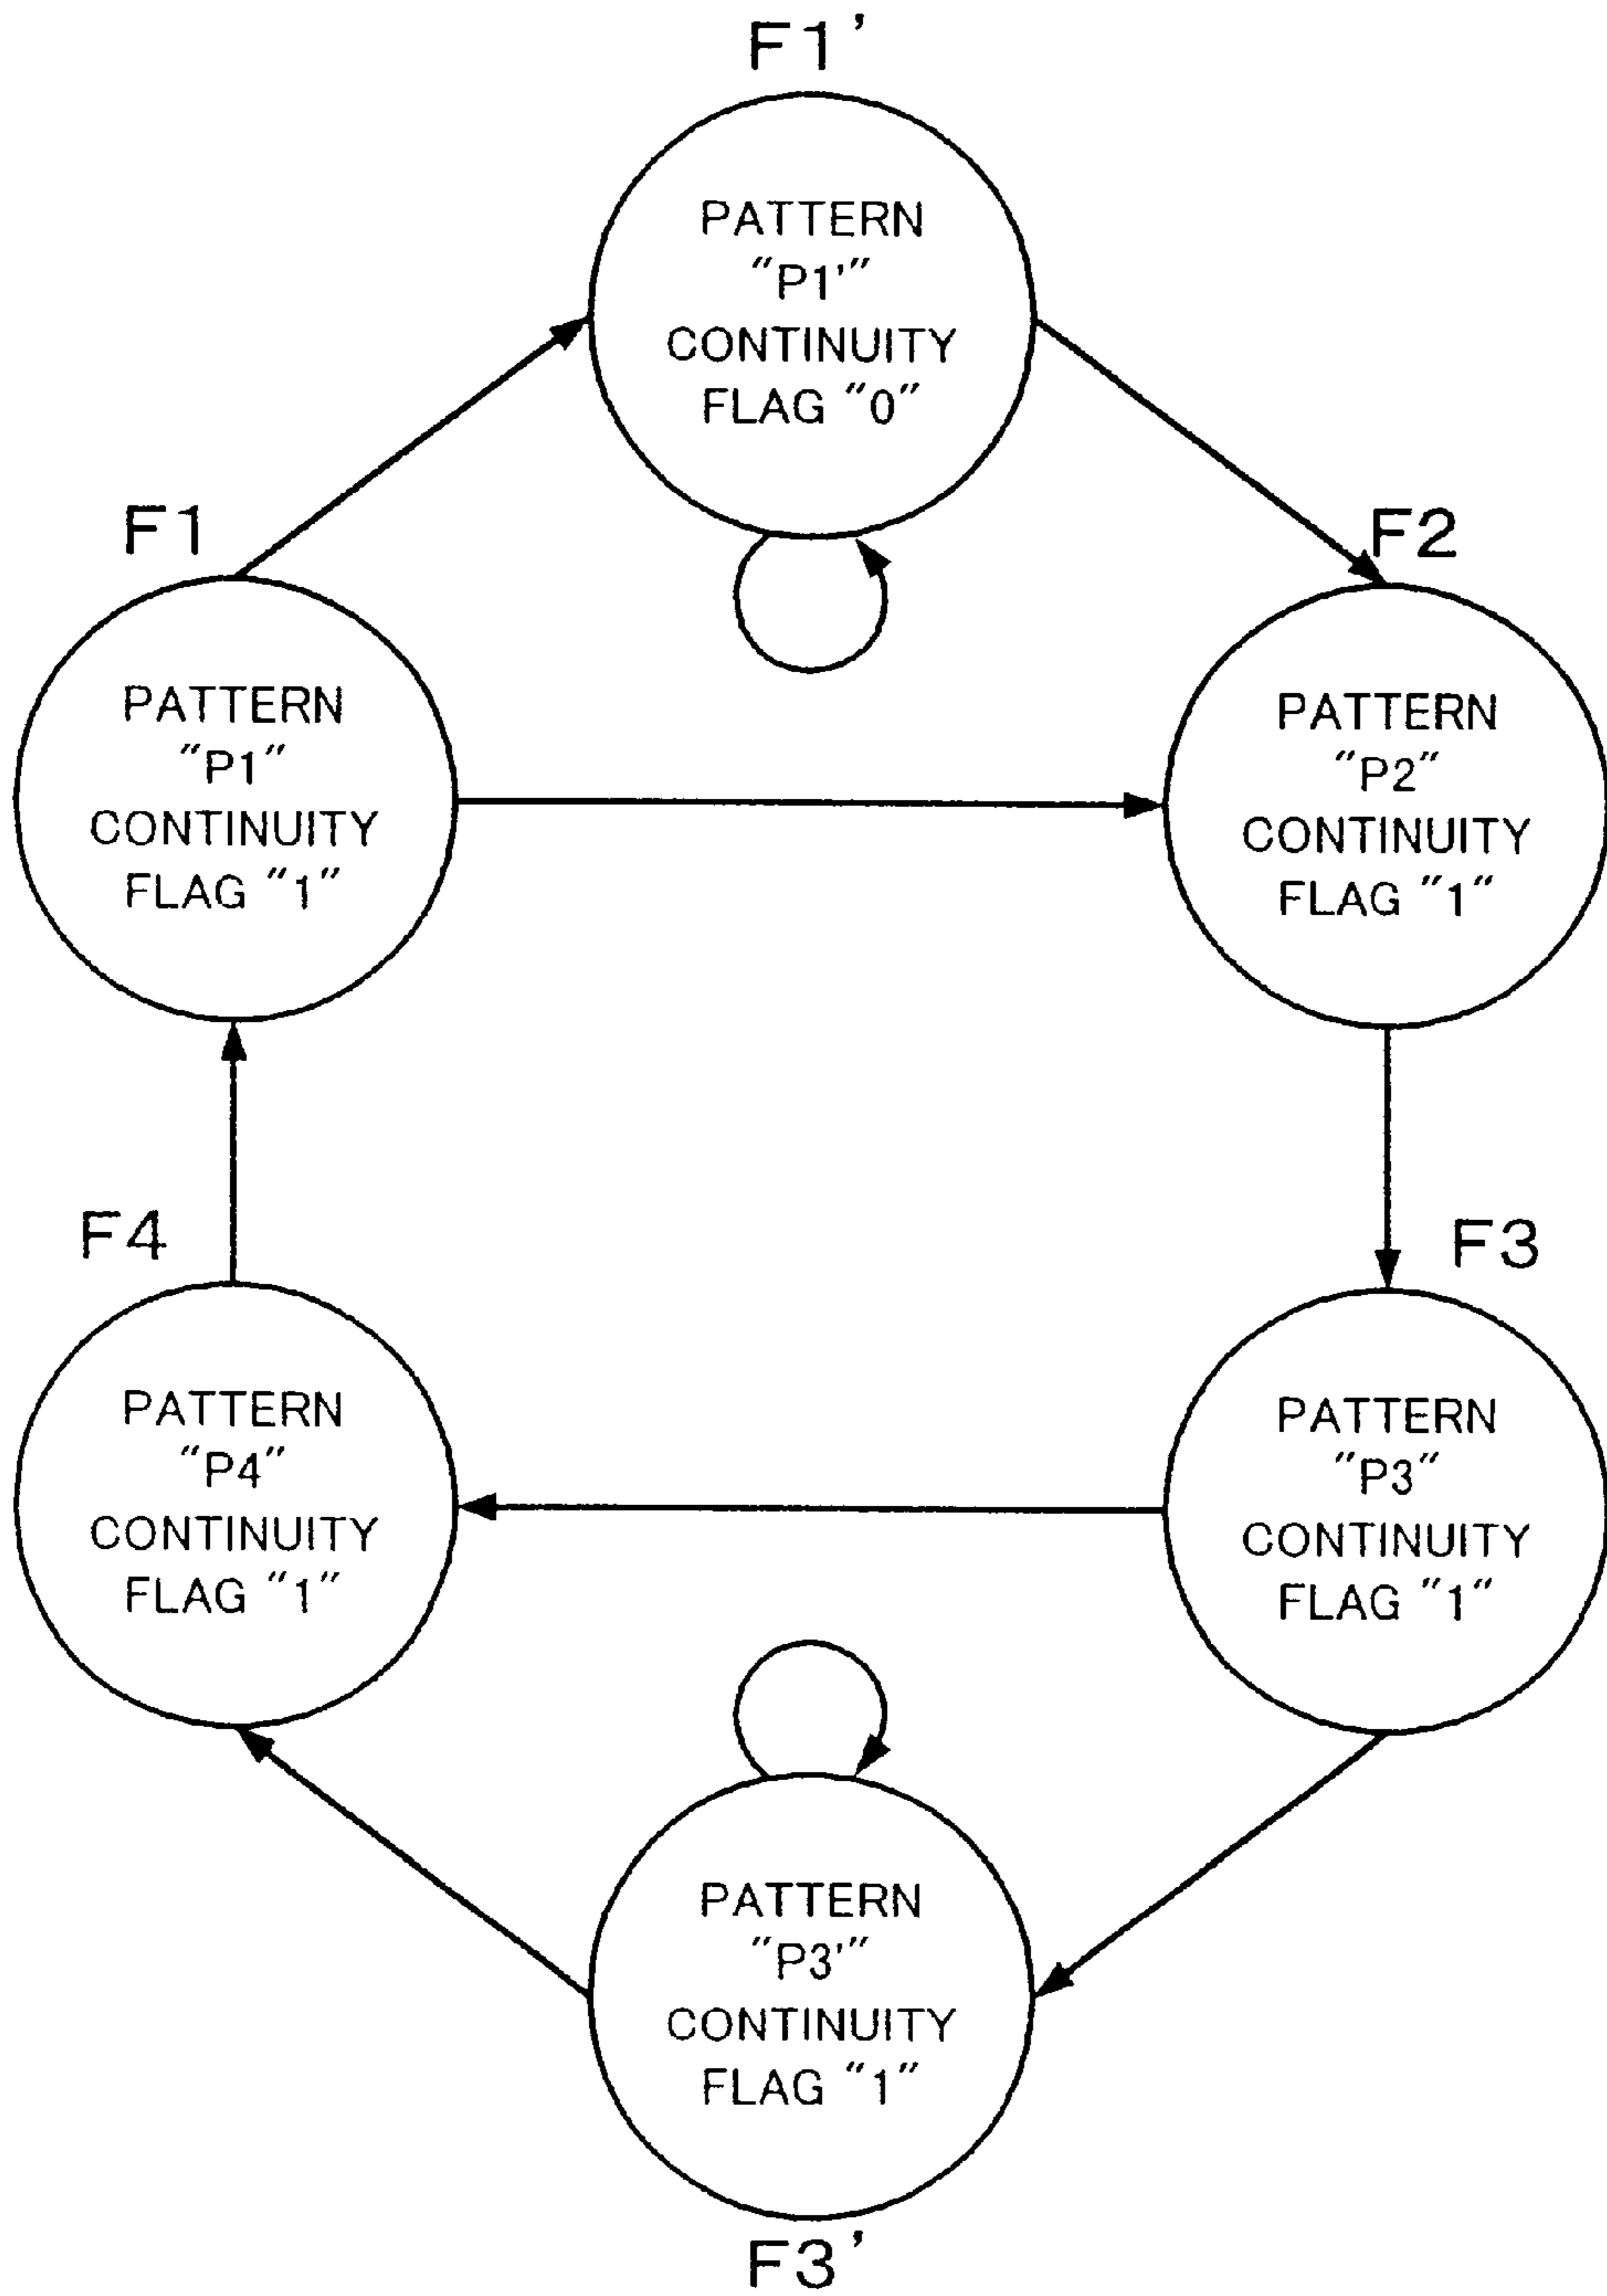 F1'
PATTERN
"P1'"
CONTINUITY
FLAG "0"
F1
PATTERN
"P1"
CONTINUITY
FLAG "1"
F2
PATTERN
"P2"
CONTINUITY
FLAG "1"
F4
PATTERN
"P4"
CONTINUITY
FLAG "1"
F3
PATTERN
"P3"
CONTINUITY
FLAG "1"
PATTERN
"P3'"
CONTINUITY
FLAG "1"
F3'